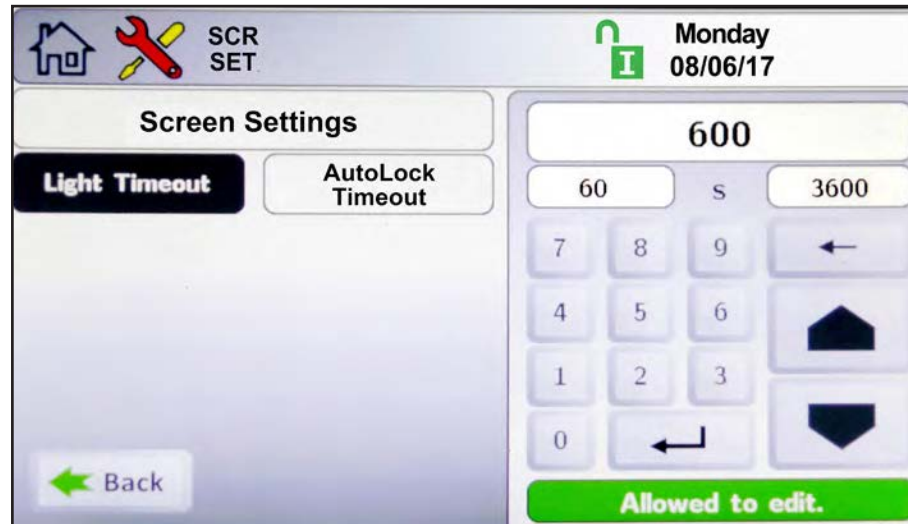 SCR
SET
I
Monday
08/06/17
Screen Settings
Light Timeout
AutoLock
Timeout
Back
600
60 s 3600
7 8 9
4 5 6
1 2 3
0
Allowed to edit.